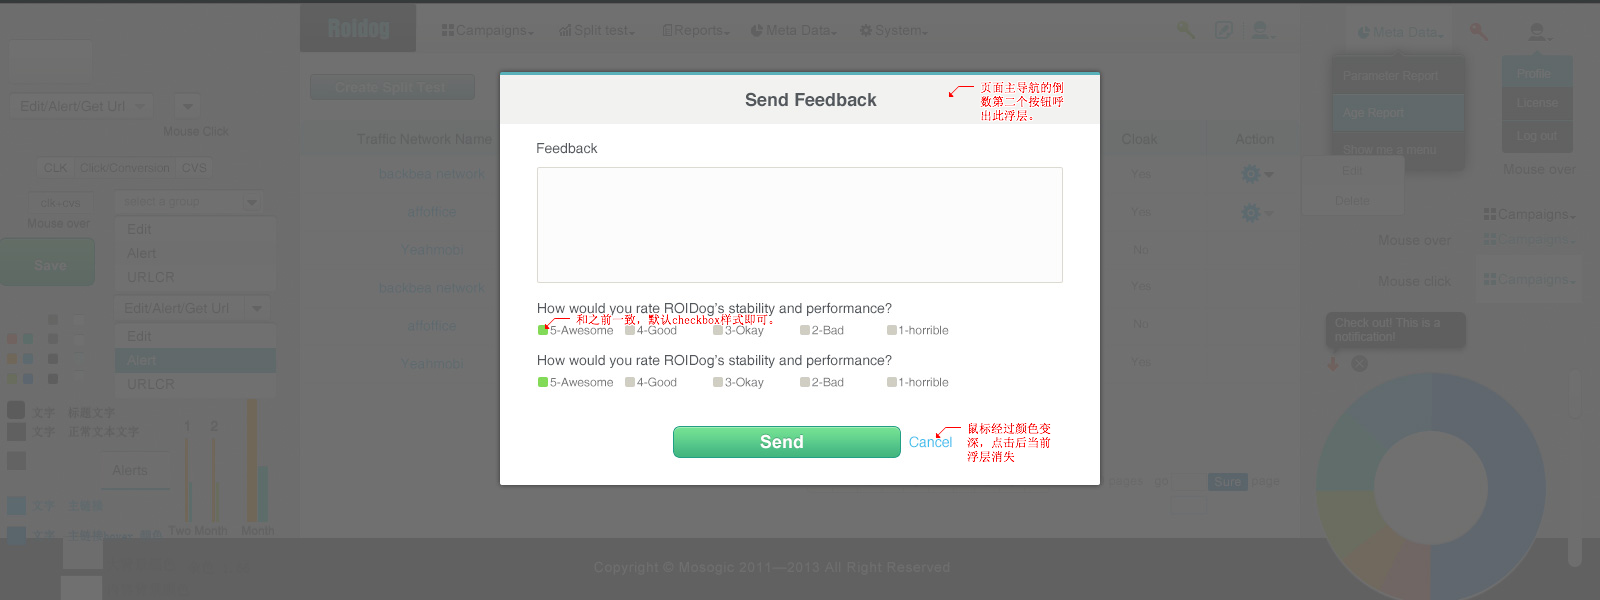 Roidog
Campaigns
Split test
Reports
Meta Data
System
Meta Data
Create Split Test
Edit/Alert/Get Url
Mouse Click
CLK
Click/Conversion
CVS
clk+cvs
select a group
Mouse over
Edit
Alert
URLCR
Save
Edit/Alert/Get Url
Edit
Alert
URLCR
文字 标题文字
文字 正常文本文字
1
2
Alerts
文字 主链接
Two Month
Month
Traffic Network Name
backbea network
affoffice
Yeahmobi
backbea network
affoffice
Yeahmobi
Send Feedback
页面主导航的倒
数第二个按钮呼
出此浮层。
Feedback
How would you rate ROIDog's stability and performance?
和之前一致，默认checkbox样式即可。
5-Awesome
4-Good
3-Okay
2-Bad
1-horrible
How would you rate ROIDog's stability and performance?
5-Awesome
4-Good
3-Okay
2-Bad
1-horrible
Send
Cancel
鼠标经过颜色变
深，点击后当前
浮层消失
Cloak
Action
Yes
Yes
No
Yes
No
Yes
pages
go
Sure
page
Parameter Report
Age Report
Show me a menu
Edit
Delete
Profile
License
Log out
Mouse over
Campaigns
Mouse over
Campaigns
Mouse click
Campaigns
Check out! This is a
notification!
Copyright © Mosogic 2011—2013 All Right Reserved